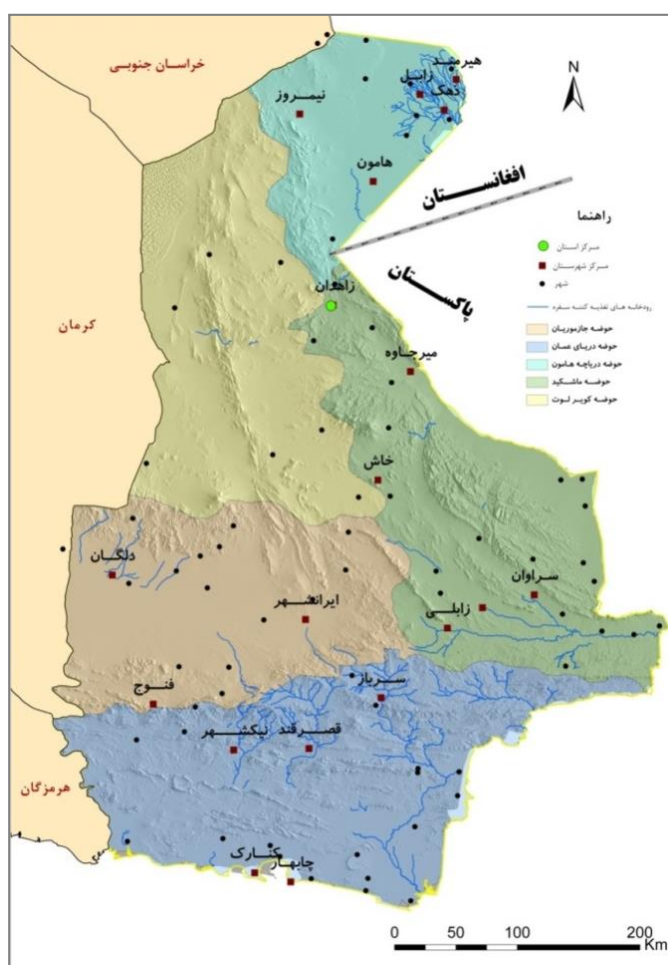 خراسان جنوبی
هیرمند
زابل
زهک
نیمروز
هامون
N
افغانستان
پاکستان
راهنما
مرکز استان
مرکز شهرستان
شهر
رودخانه های تغذیه کننده سفره
حوضه جازموریان
حوضه دریای عمان
حوضه دریاچه هامون
حوضه ماشکید
حوضه کویر لوت
زاهدان
میرجاوه
کرمان
خاش
دلگان
سراوان
ایرانشهر
زابلی
سرباز
فنوج
قصرقند
نیکشهر
هرمزگان
کنارک
چابهار
0 50 100 200
Km